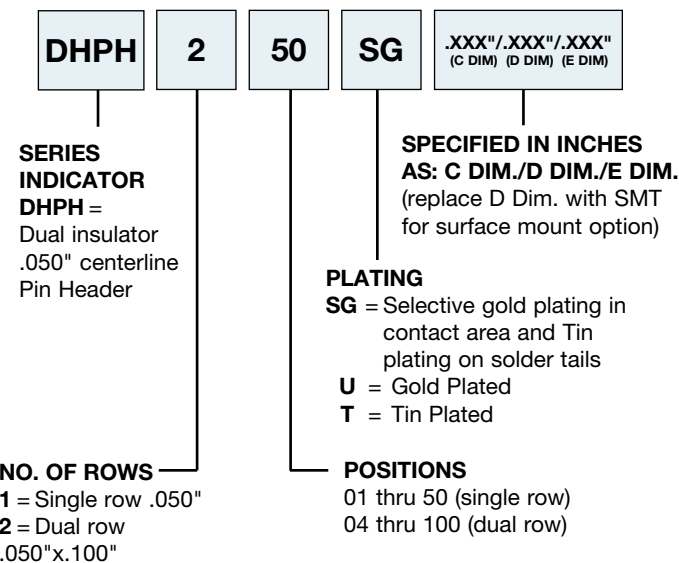 DHPH 2 50 SG .XXX"/.XXX"/.XXX"
(C DIM) (D DIM) (E DIM)
SERIES
INDICATOR
DHPH =
Dual insulator
.050" centerline
Pin Header
SPECIFIED IN INCHES
AS: C DIM./D DIM./E DIM.
(replace D Dim. with SMT
for surface mount option)
PLATING
SG = Selective gold plating in
contact area and Tin
plating on solder tails
U = Gold Plated
T = Tin Plated
NO. OF ROWS
1 = Single row .050"
2 = Dual row
.050"x.100"
POSITIONS
01 thru 50 (single row)
04 thru 100 (dual row)